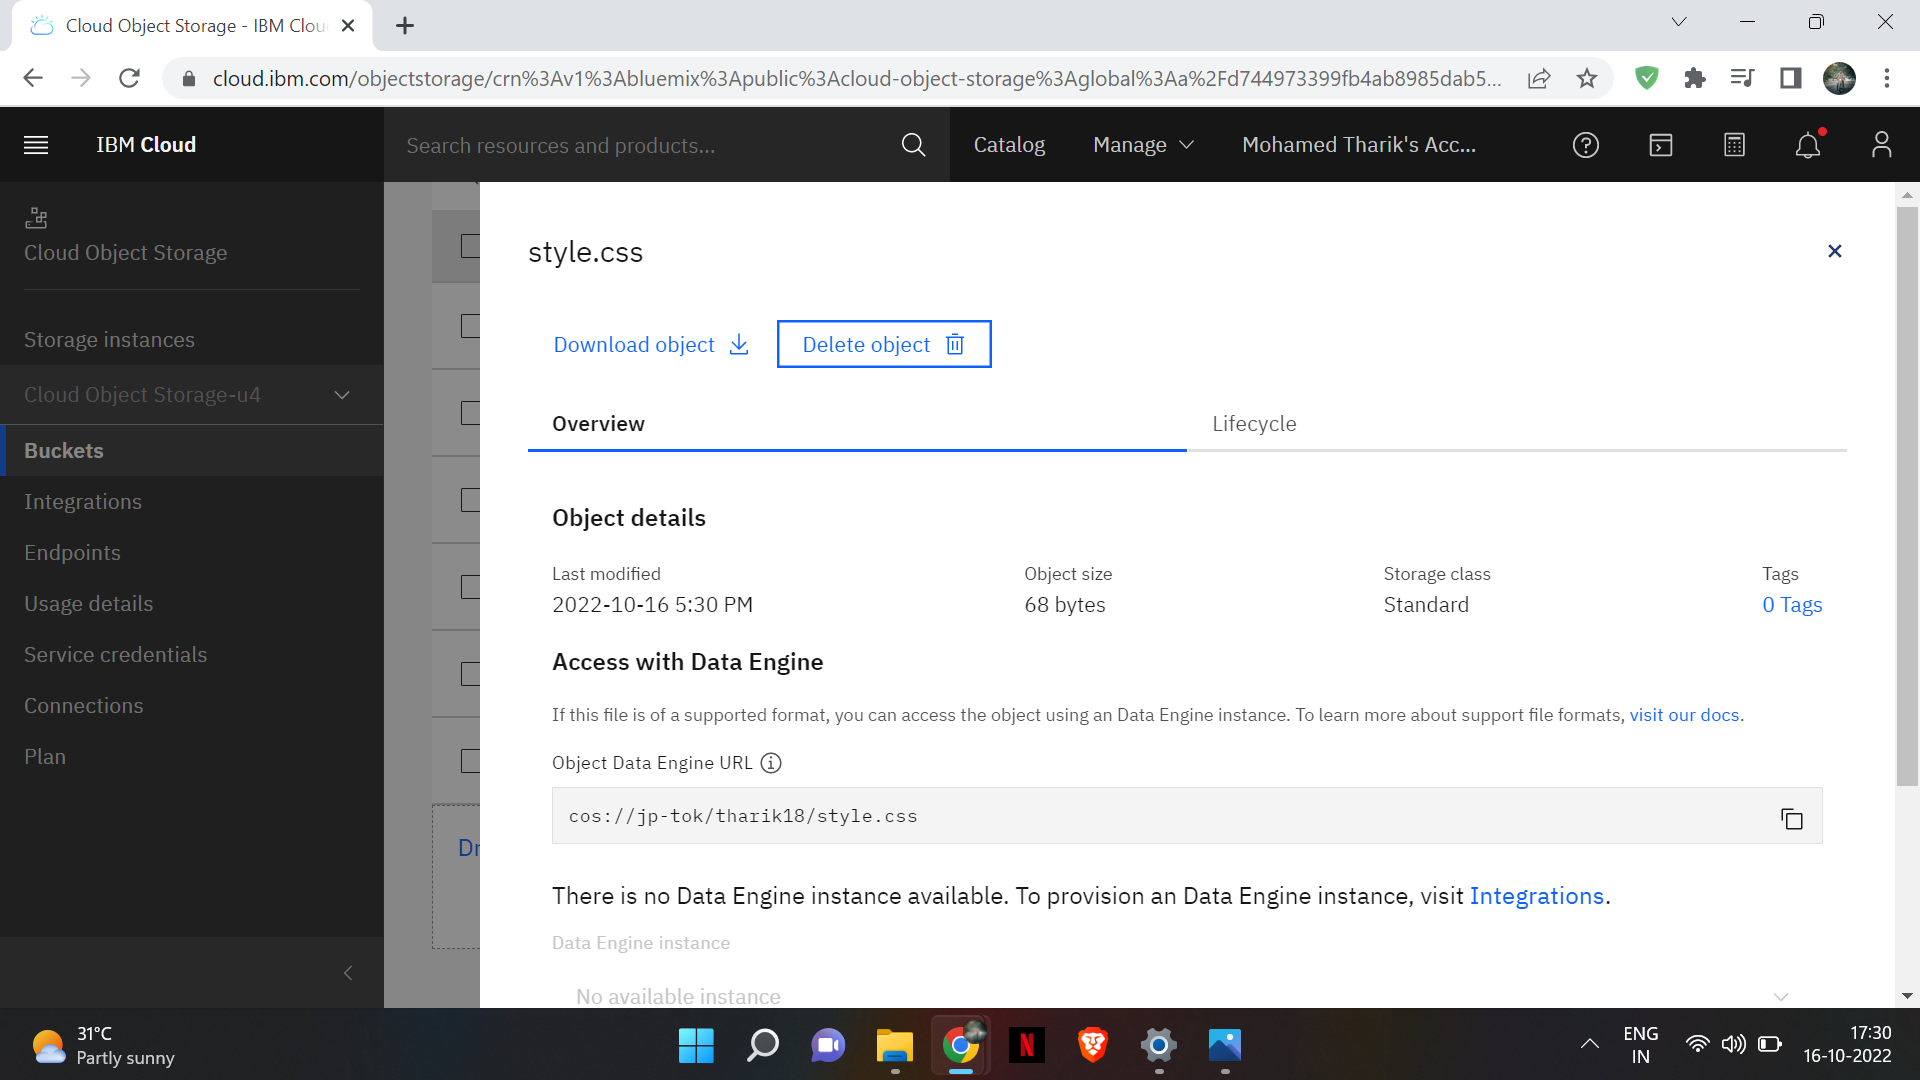 Cloud Object Storage - IBM Clou
cloud.ibm.com/objectstorage/crn%3Av1%3Abluemix%3Apublic%3Acloud-object-storage%3Aglobal%3Aa%2Fd744973399fb4ab8985dab5...
IBM Cloud
Search resources and products...
Catalog
Manage
Mohamed Tharik's Acc...
Cloud Object Storage
Storage instances
Cloud Object Storage-u4
Buckets
Integrations
Endpoints
Usage details
Service credentials
Connections
Plan
Dr
style.css
Download object
Delete object
Overview
Lifecycle
Object details
Last modified
2022-10-16 5:30 PM
Object size
68 bytes
Storage class
Standard
Tags
0 Tags
Access with Data Engine
If this file is of a supported format, you can access the object using an Data Engine instance. To learn more about support file formats, visit our docs.
Object Data Engine URL
cos://jp-tok/tharik18/style.css
There is no Data Engine instance available. To provision an Data Engine instance, visit Integrations.
Data Engine instance
No available instance
31°C
Partly sunny
N
ENG
IN
17:30
16-10-2022